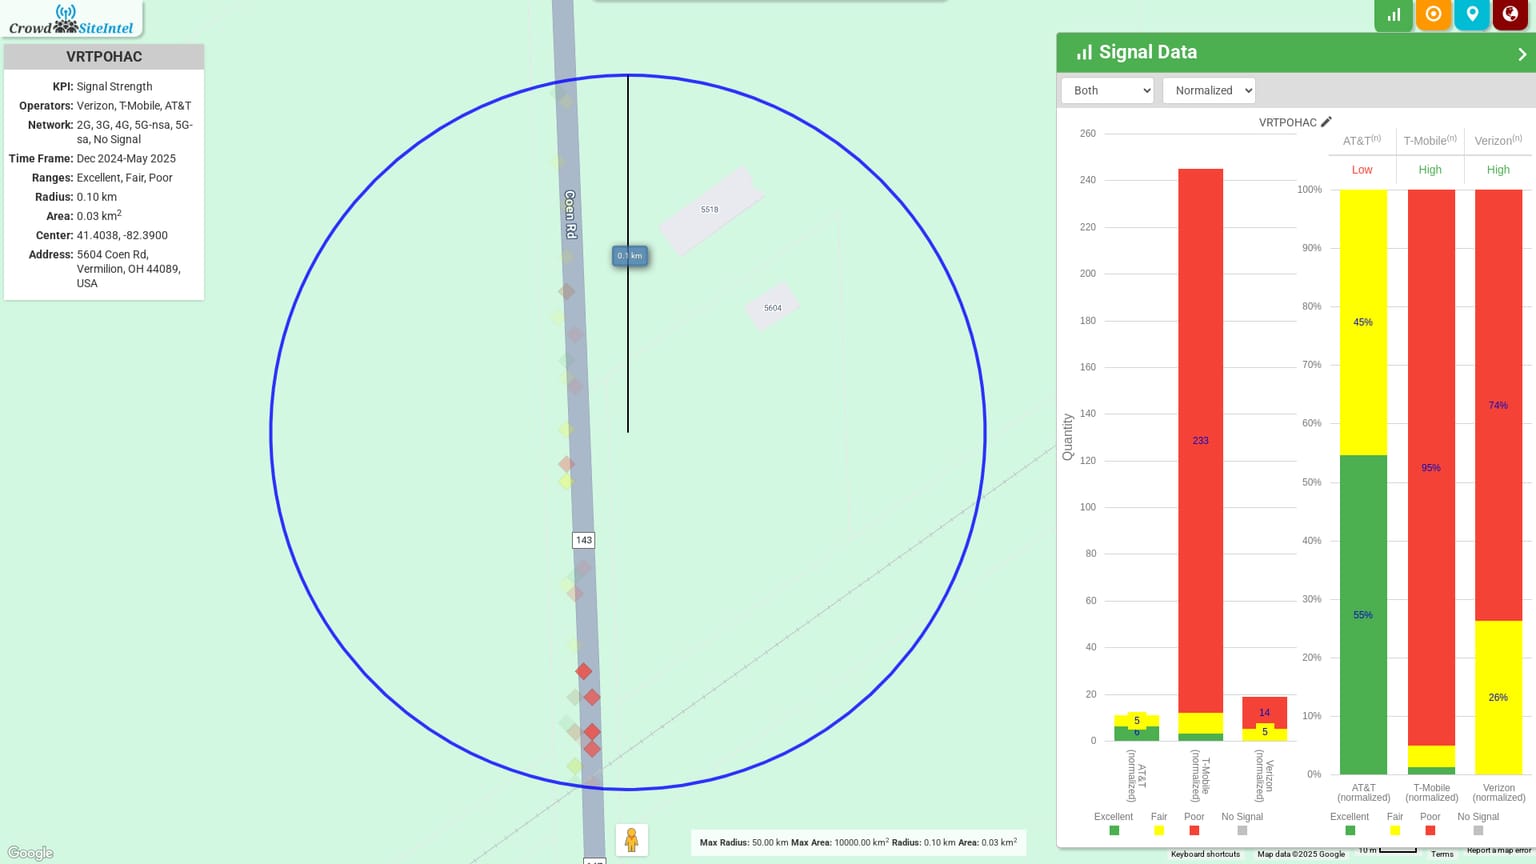 CrowdSiteIntel
VRTPOHAC
KPI: Signal Strength
Operators: Verizon, T-Mobile, AT&T
Network: 2G, 3G, 4G, 5G-nsa, 5G-
sa, No Signal
Time Frame: Dec 2024-May 2025
Ranges: Excellent, Fair, Poor
Radius: 0.10 km
Area: 0.03 km²
Center: 41.4038, -82.3900
Address: 5604 Coen Rd,
Vermilion, OH 44089,
USA
Coen Rd
5518
0.1 km
5604
143
Google
Max Radius: 50.00 km Max Area: 10000.00 km² Radius: 0.10 km Area: 0.03 km²
Signal Data
Both
Normalized
VRTPOHAC
260
240
220
200
180
160
140
120
100
80
60
40
20
0
Quantity
5
6
233
14
5
AT&T
(normalized)
T-Mobile
(normalized)
Verizon
(normalized)
Excellent
Fair
Poor
No Signal
AT&T(n)
T-Mobile(n)
Verizon(n)
Low
High
High
100%
90%
80%
70%
60%
50%
40%
30%
20%
10%
0%
45%
55%
95%
74%
26%
AT&T
(normalized)
T-Mobile
(normalized)
Verizon
(normalized)
Excellent
Fair
Poor
No Signal
Keyboard shortcuts
Map data ©2025 Google
10 m
Terms
Report a map error